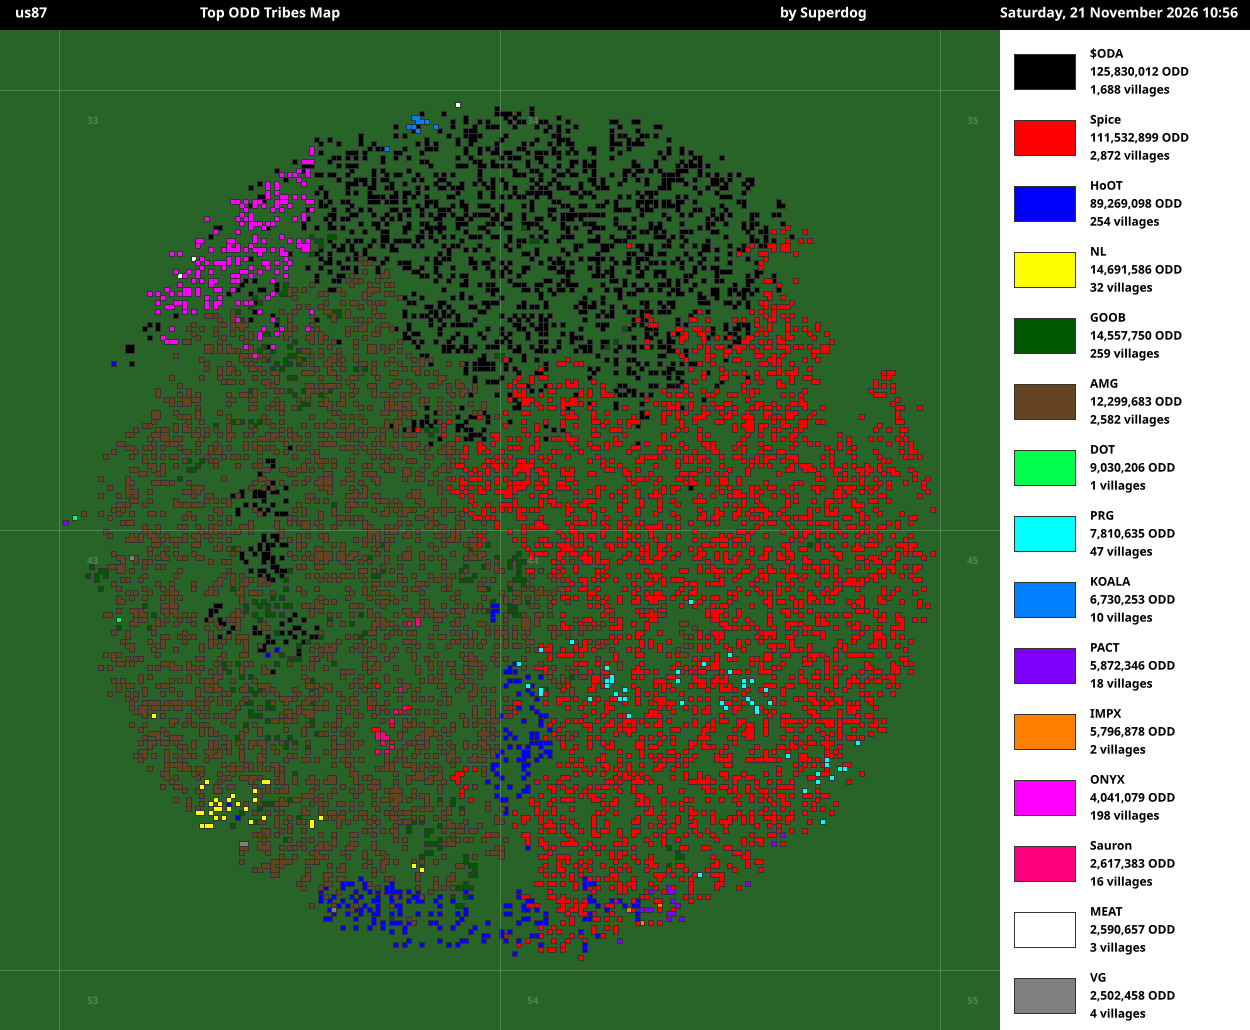 us87 Top ODD Tribes Map by Superdog Saturday, 21 November 2026 10:56
33 34 35
43 44 45
53 54 55
$ODA
125,830,012 ODD
1,688 villages
Spice
111,532,899 ODD
2,872 villages
HoOT
89,269,098 ODD
254 villages
NL
14,691,586 ODD
32 villages
GOOB
14,557,750 ODD
259 villages
AMG
12,299,683 ODD
2,582 villages
DOT
9,030,206 ODD
1 villages
PRG
7,810,635 ODD
47 villages
KOALA
6,730,253 ODD
10 villages
PACT
5,872,346 ODD
18 villages
IMPX
5,796,878 ODD
2 villages
ONYX
4,041,079 ODD
198 villages
Sauron
2,617,383 ODD
16 villages
MEAT
2,590,657 ODD
3 villages
VG
2,502,458 ODD
4 villages